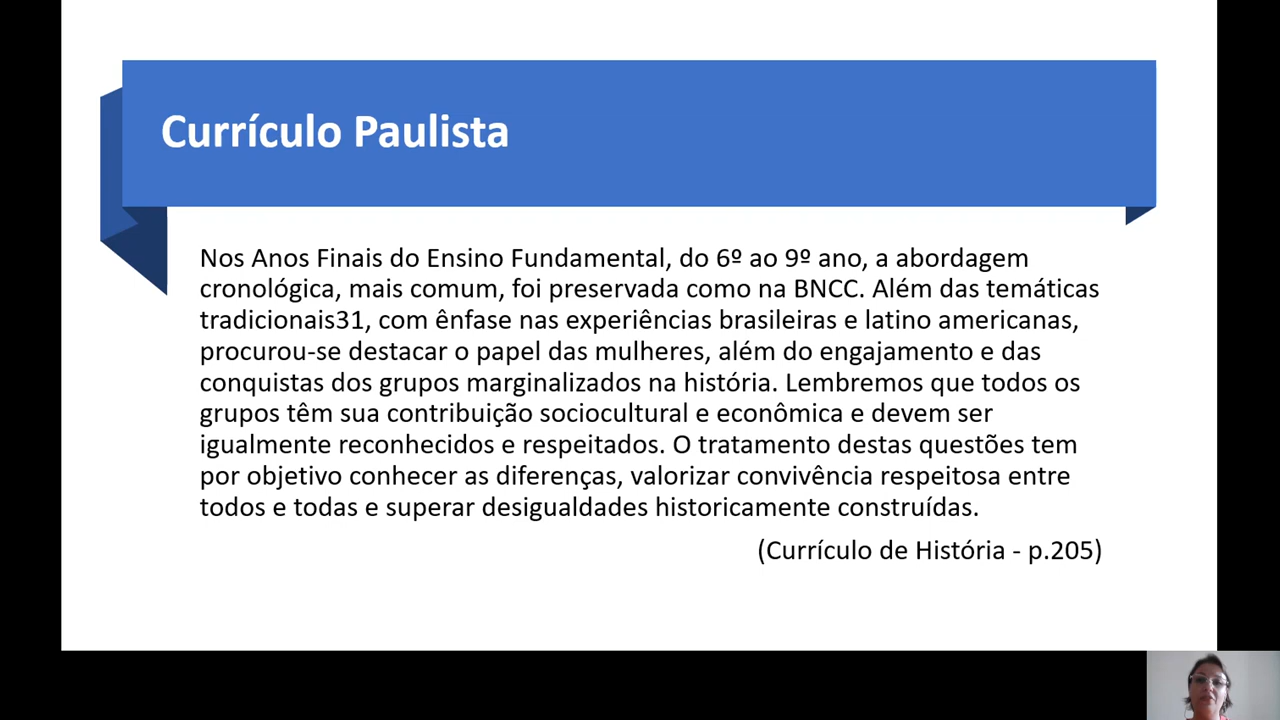 Currículo Paulista
Nos Anos Finais do Ensino Fundamental, do 6º ao 9º ano, a abordagem
cronológica, mais comum, foi preservada como na BNCC. Além das temáticas
tradicionais31, com ênfase nas experiências brasileiras e latino americanas,
procurou-se destacar o papel das mulheres, além do engajamento e das
conquistas dos grupos marginalizados na história. Lembremos que todos os
grupos têm sua contribuição sociocultural e econômica e devem ser
igualmente reconhecidos e respeitados. O tratamento destas questões tem
por objetivo conhecer as diferenças, valorizar convivência respeitosa entre
todos e todas e superar desigualdades historicamente construídas.
(Currículo de História - p.205)